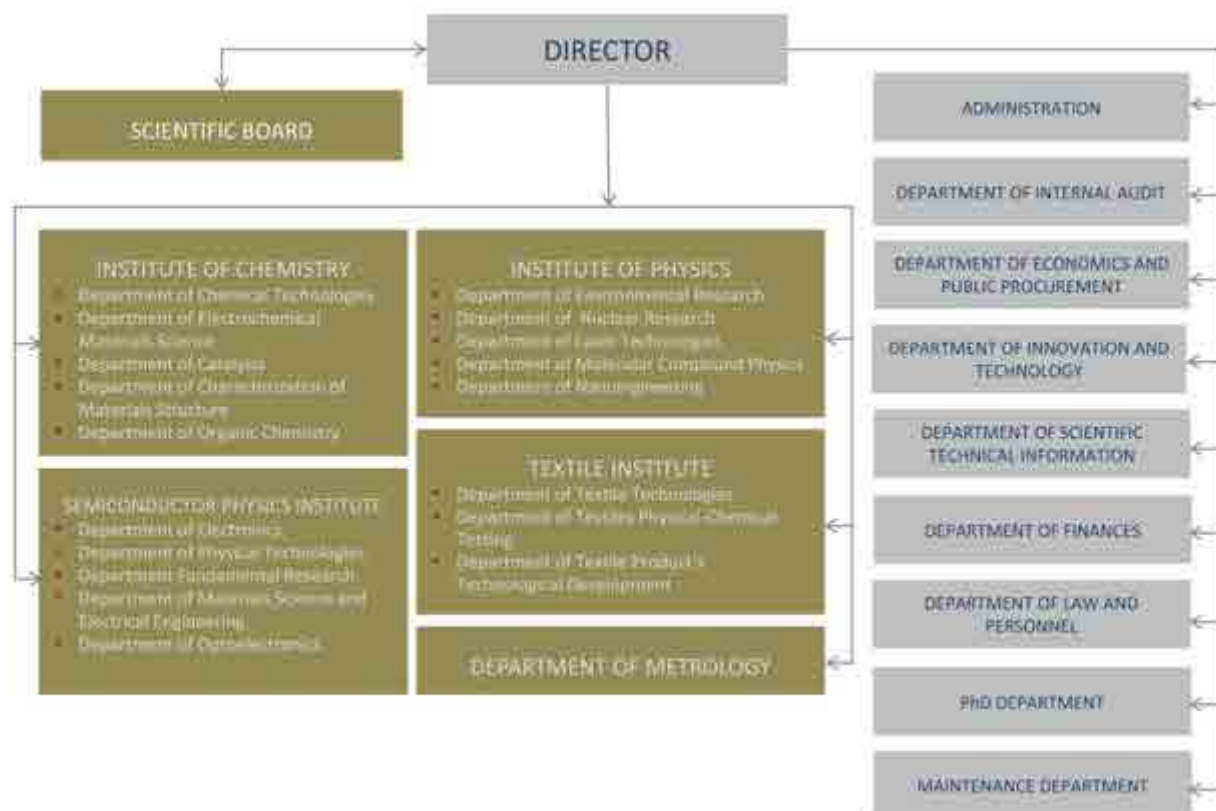 DIRECTOR
SCIENTIFIC BOARD
INSTITUTE OF CHEMISTRY
Department of Chemical Technologies
Department of Electrochemical
Materials Science
Department of Catalysis
Department of Characterization of
Materials Structure
Department of Organic Chemistry
SEMICONDUCTOR PHYSICS INSTITUTE
Department of Electronics
Department of Physical Technologies
Department Fundamental Research
Department of Materials Science and
Electrical Engineering
Department of Optoelectronics
INSTITUTE OF PHYSICS
Department of Environmental Research
Department of Nuclear Research
Department of Laser Technologies
Department of Molecular Compound Physics
Department of Nanoengineering
TEXTILE INSTITUTE
Department of Textile Technologies
Department of Textiles Physical-Chemical
Testing
Department of Textile Product's
Technological Development
DEPARTMENT OF METROLOGY
ADMINISTRATION
DEPARTMENT OF INTERNAL AUDIT
DEPARTMENT OF ECONOMICS AND
PUBLIC PROCUREMENT
DEPARTMENT OF INNOVATION AND
TECHNOLOGY
DEPARTMENT OF SCIENTIFIC
TECHNICAL INFORMATION
DEPARTMENT OF FINANCES
DEPARTMENT OF LAW AND
PERSONNEL
PhD DEPARTMENT
MAINTENANCE DEPARTMENT